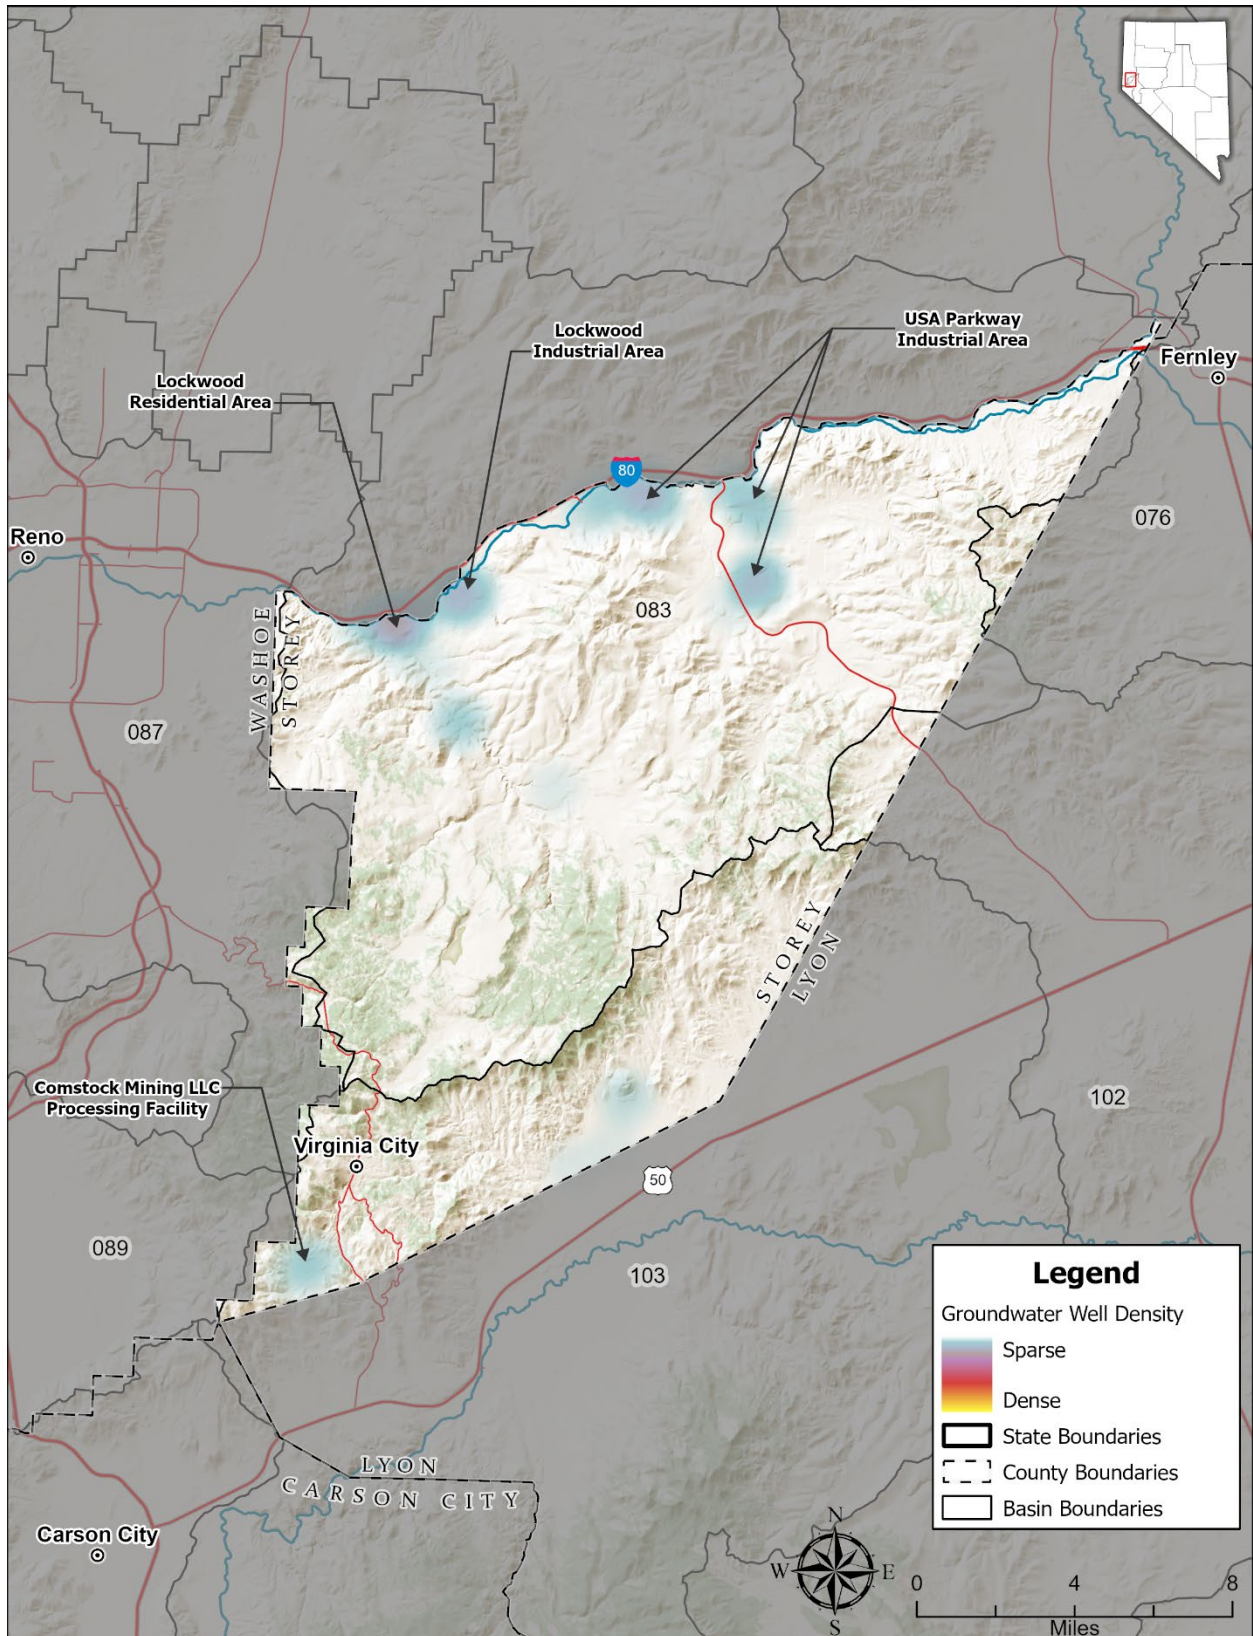 USA Parkway
Industrial Area
Lockwood
Industrial Area
Fernley
Lockwood
Residential Area
80
076
Reno
083
WASHOE
STOREY
087
STOREY
LYON
Comstock Mining LLC
Processing Facility
102
Virginia City
50
089
103
Legend
Groundwater Well Density
Sparse
Dense
State Boundaries
County Boundaries
Basin Boundaries
LYON
CARSON CITY
Carson City
N
W
E
S
0
4
8
Miles